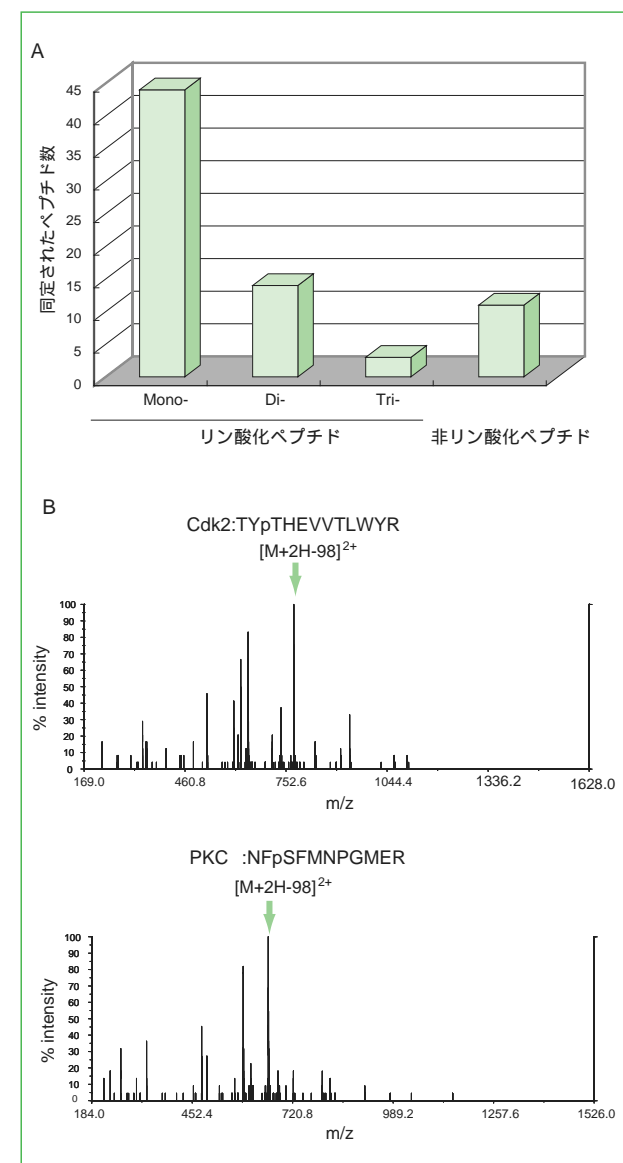 A
同定されたペプチド数
45
40
35
30
25
20
15
10
5
0
Mono- Di- Tri-
リン酸化ペプチド 非リン酸化ペプチド
B
Cdk2:TYpTHEVVTLWYR
[M+2H-98]2+
% intensity
100
90
80
70
60
50
40
30
20
10
0
169.0 460.8 752.6 1044.4 1336.2 1628.0
m/z
PKC :NFpSFMNPGMER
[M+2H-98]2+
% intensity
100
90
80
70
60
50
40
30
20
10
0
184.0 452.4 720.8 989.2 1257.6 1526.0
m/z